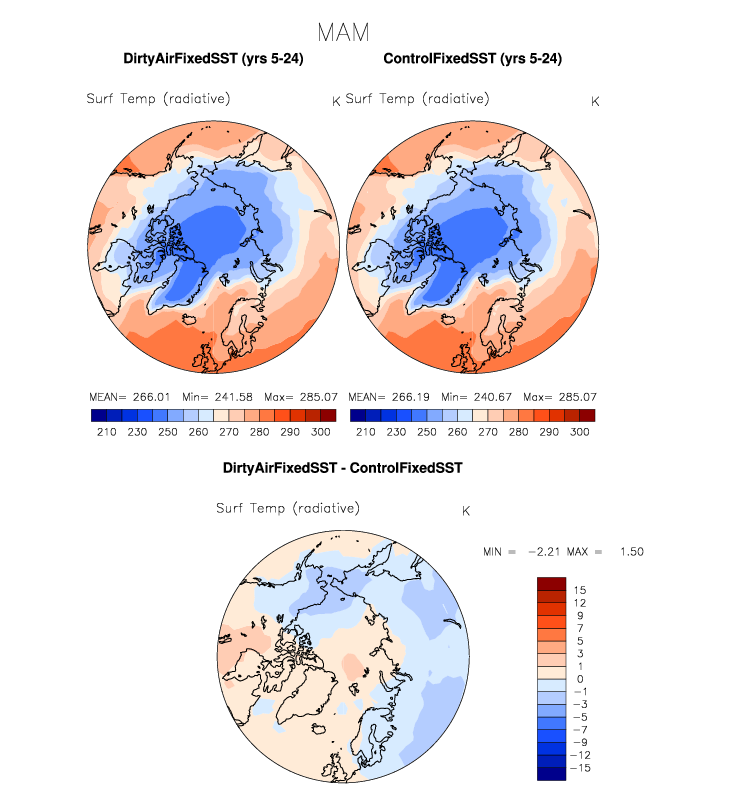 MAM
DirtyAirFixedSST (yrs 5-24) ControlFixedSST (yrs 5-24)
Surf Temp (radiative) K Surf Temp (radiative) K
MEAN= 266.01 Min= 241.58 Max= 285.07 MEAN= 266.19 Min= 240.67 Max= 285.07
210 230 250 260 270 280 290 300 210 230 250 260 270 280 290 300
DirtyAirFixedSST - ControlFixedSST
Surf Temp (radiative) K
MIN = -2.21 MAX = 1.50
15
12
9
7
5
3
1
0
-1
-3
-5
-7
-9
-12
-15